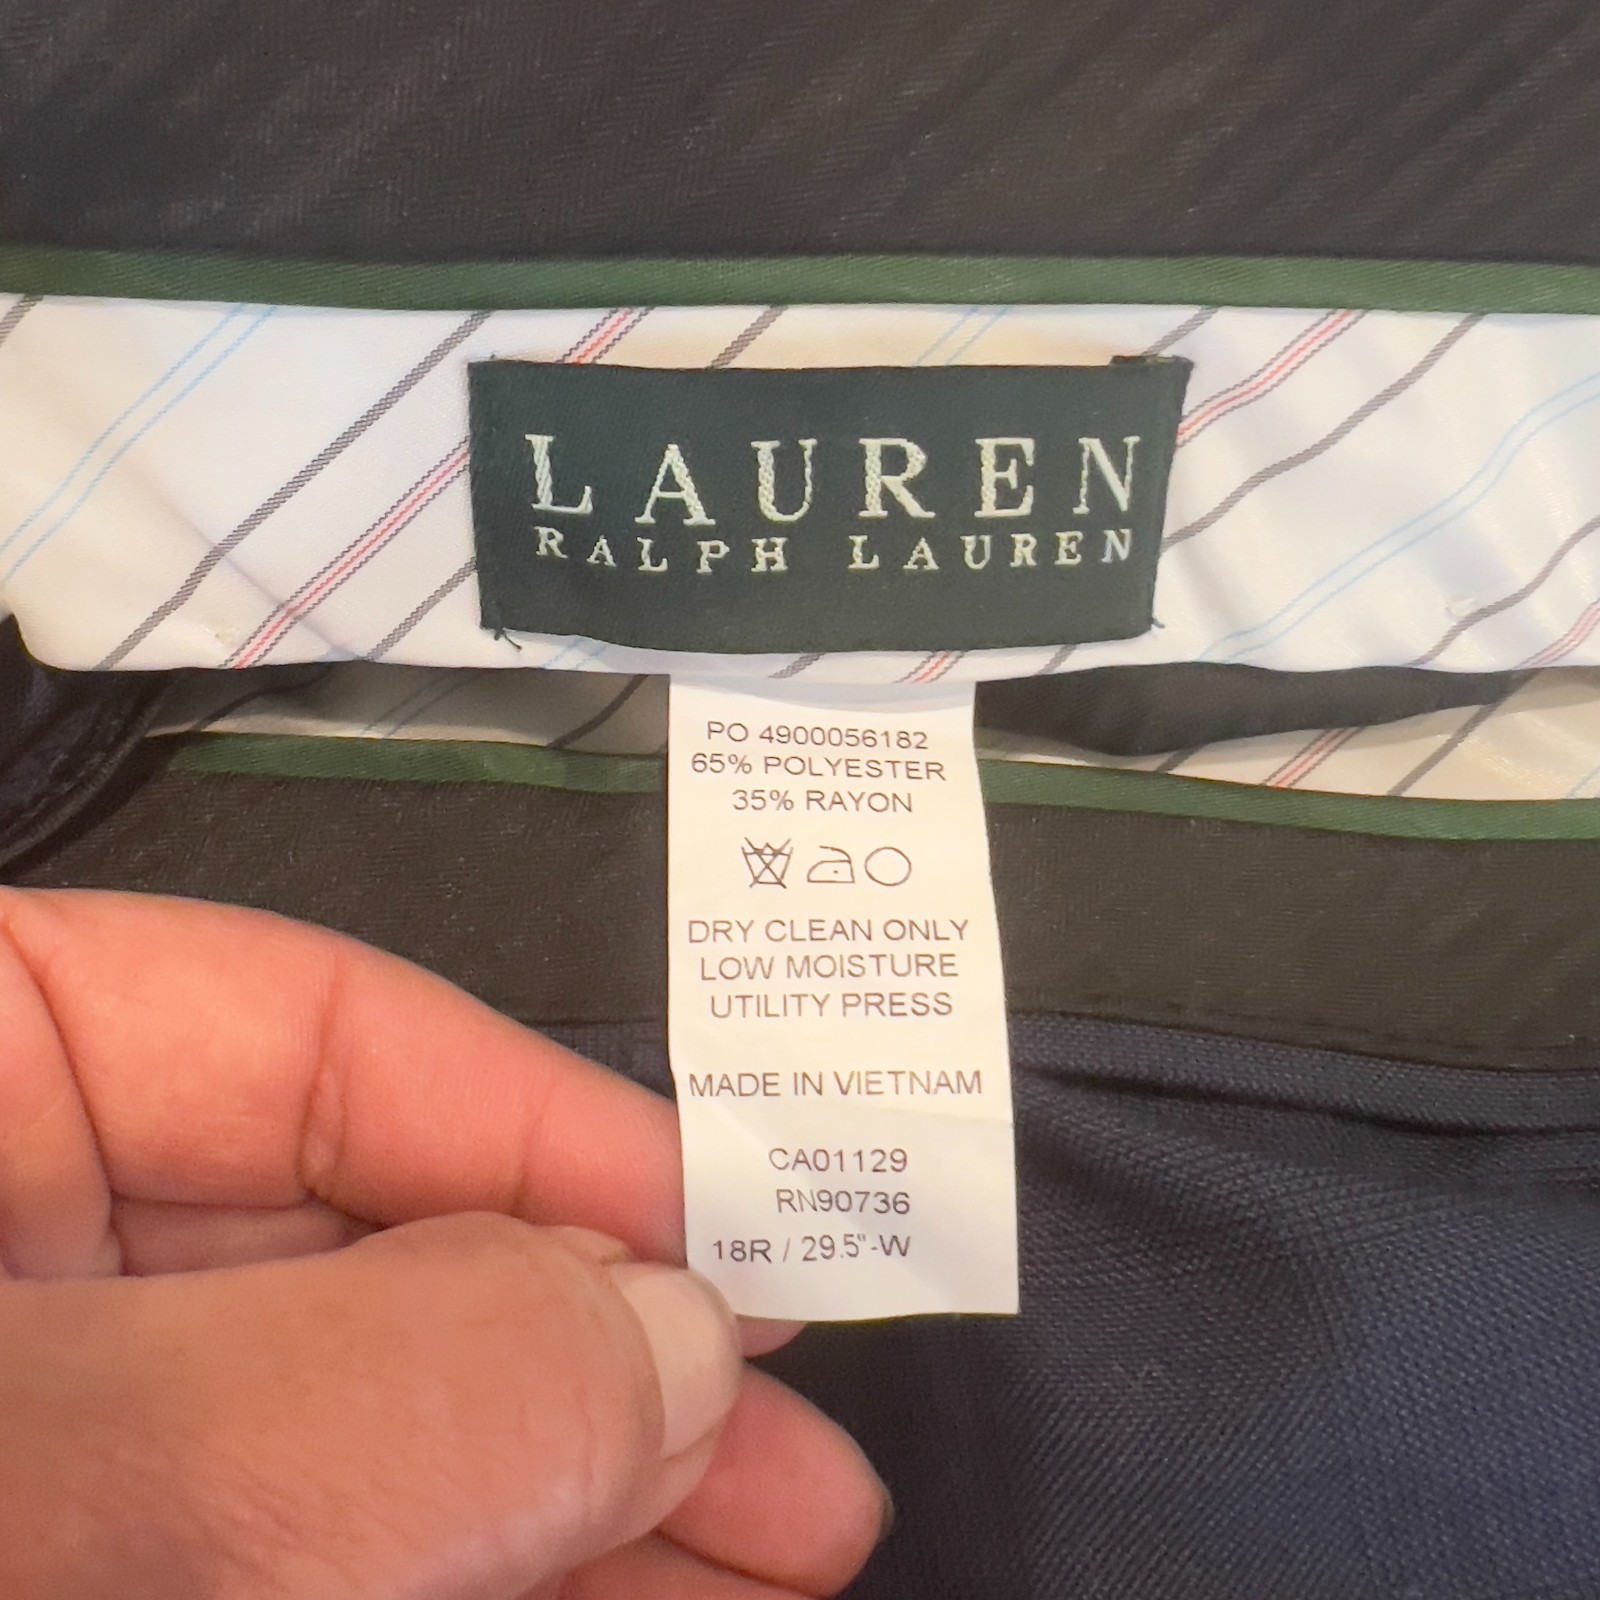 LAUREN
RALPH LAUREN
PO 4900056182
65% POLYESTER
35% RAYON
DRY CLEAN ONLY
LOW MOISTURE
UTILITY PRESS
MADE IN VIETNAM
CA01129
RN90736
18R / 29.5"-W